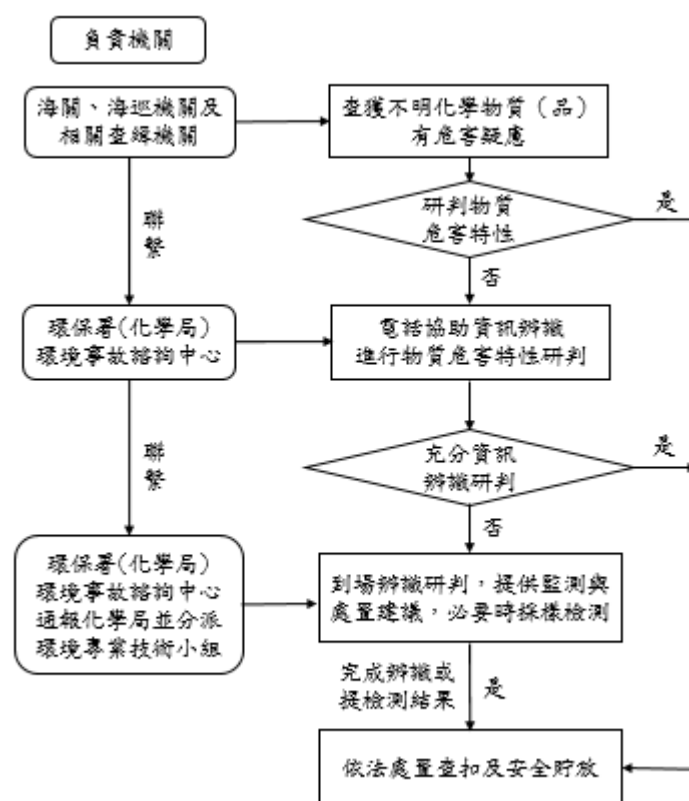 負責機關
海關、海巡機關及
相關查緝機關
查獲不明化學物質（品）
有危害疑慮
研判物質
危害特性
是
聯
繫
否
環保署(化學局)
環境事故諮詢中心
電話協助資訊辨識
進行物質危害特性研判
聯
繫
充分資訊
辨識研判
是
否
環保署(化學局)
環境事故諮詢中心
通報化學局並分派
環境專業技術小組
到場辨識研判，提供監測與
處置建議，必要時採樣檢測
完成辨識或
提檢測結果
是
依法處置查扣及安全貯放